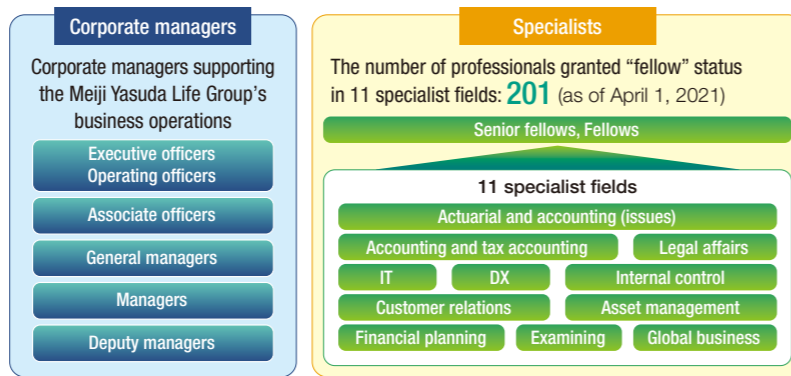 Corporate managers
Corporate managers supporting
the Meiji Yasuda Life Group's
business operations
Executive officers
Operating officers
Associate officers
General managers
Managers
Deputy managers
Specialists
The number of professionals granted “fellow” status
in 11 specialist fields: 201 (as of April 1, 2021)
Senior fellows, Fellows
11 specialist fields
Actuarial and accounting (issues)
Accounting and tax accounting
Legal affairs
IT
DX
Internal control
Customer relations
Asset management
Financial planning
Examining
Global business